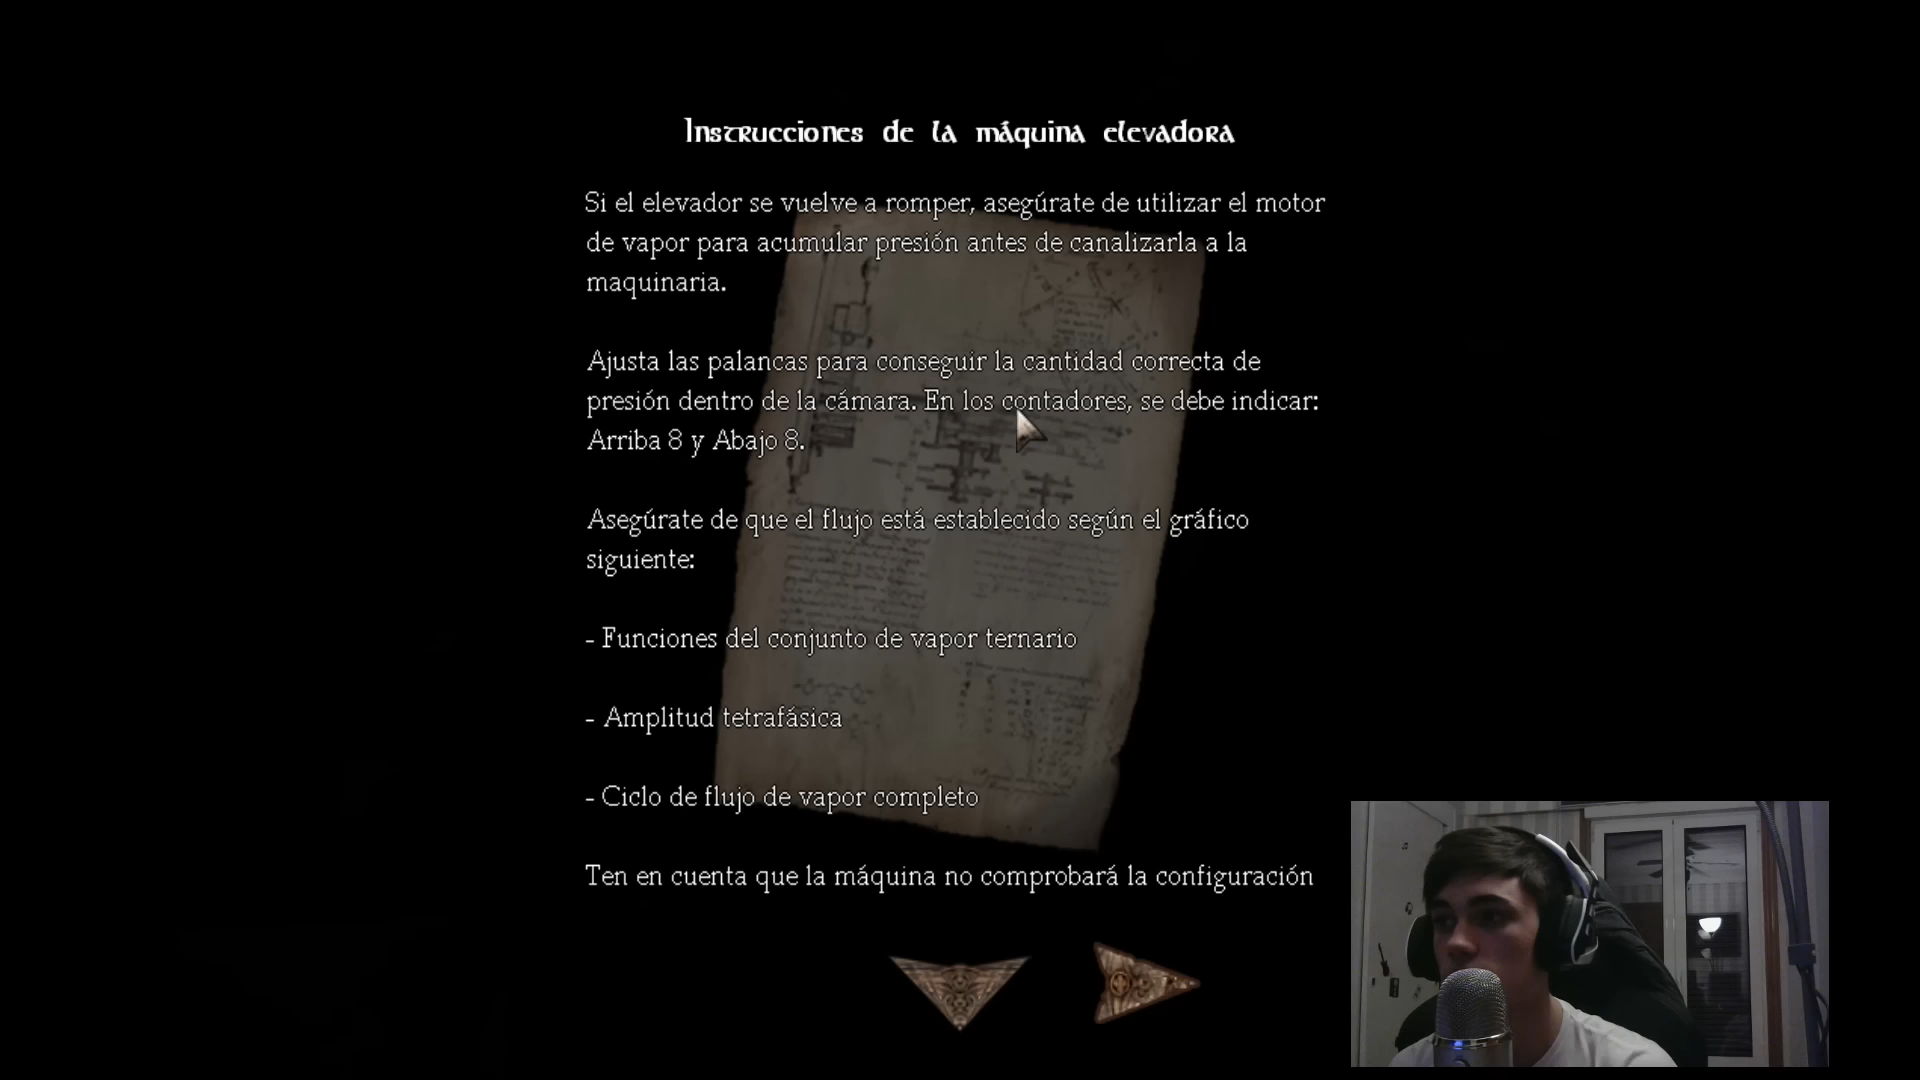 Instrucciones de la máquina elevadora
Si el elevador se vuelve a romper, asegúrate de utilizar el motor
de vapor para acumular presión antes de canalizarla a la
maquinaria.
Ajusta las palancas para conseguir la cantidad correcta de
presión dentro de la cámara. En los contadores, se debe indicar:
Arriba 8 y Abajo 8.
Asegúrate de que el flujo está establecido según el gráfico
siguiente:
- Funciones del conjunto de vapor ternario
- Amplitud tetrafásica
- Ciclo de flujo de vapor completo
Ten en cuenta que la máquina no comprobará la configuración